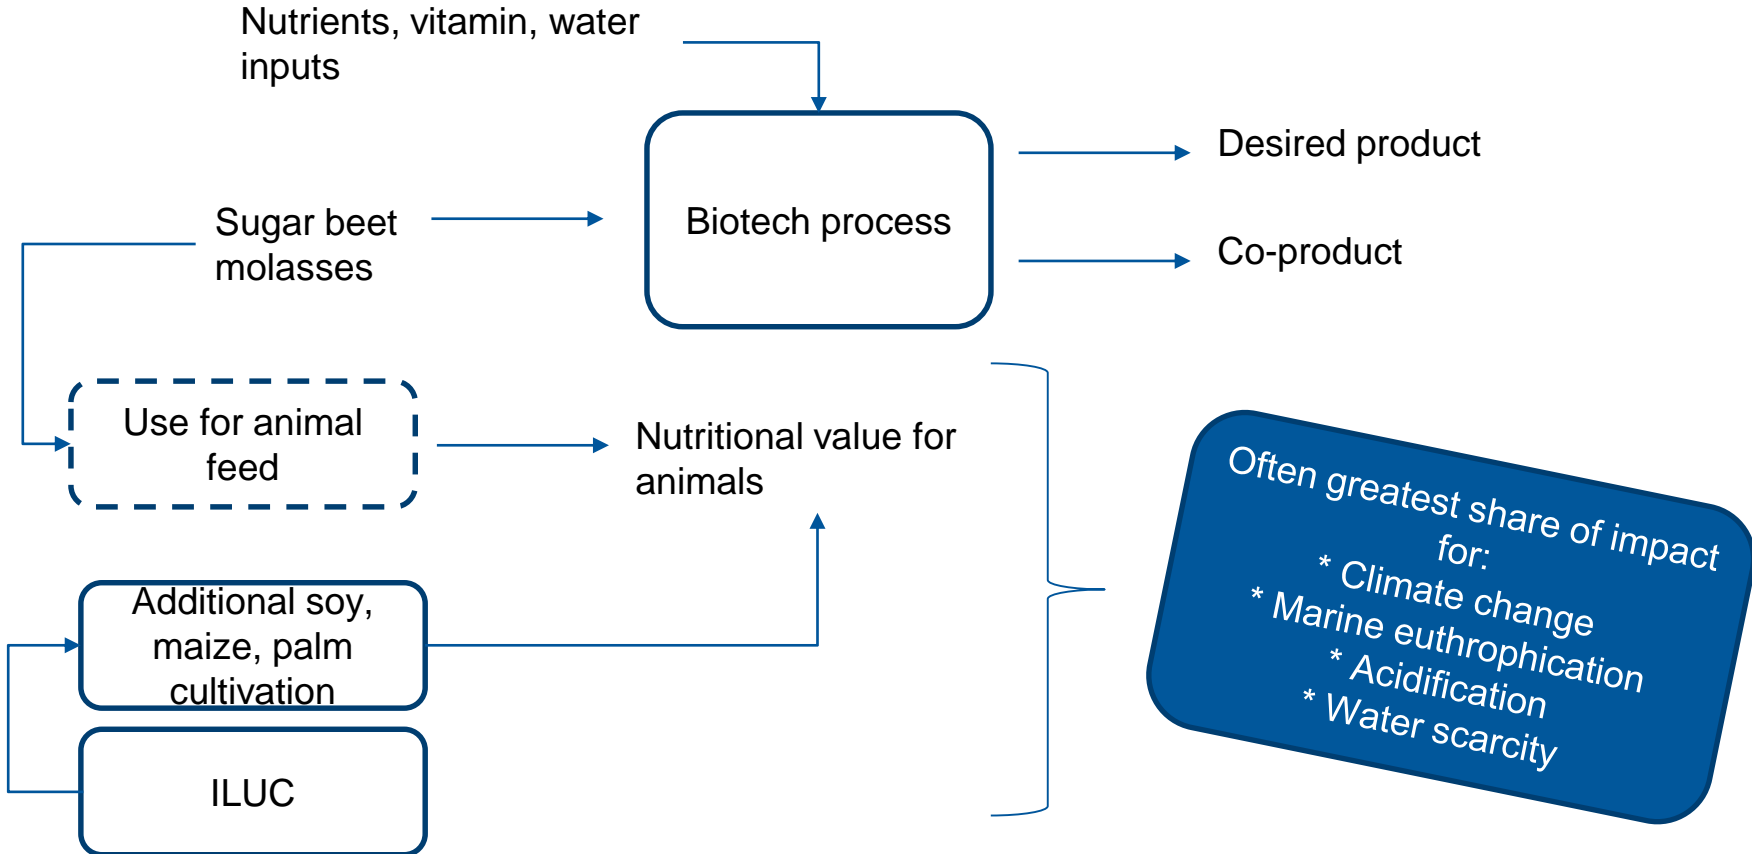 Nutrients, vitamin, water
inputs
Desired product
Biotech process
Sugar beet
molasses
Co-product
Use for animal
feed
Nutritional value for
animals
Often greatest share of impact
for:
* Climate change
* Marine euthrophication
* Acidification
* Water scarcity
Additional soy,
maize, palm
cultivation
ILUC